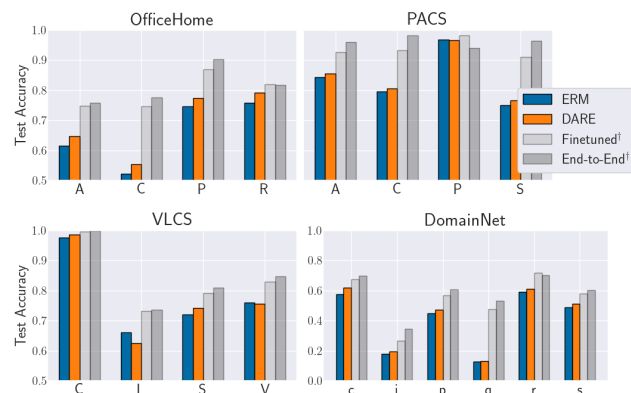 OfficeHome
PACS
Test Accuracy
1.0
0.9
0.8
0.7
0.6
0.5
A C P R
A C P S
ERM
DARE
Finetuned†
End-to-End†
VLCS
DomainNet
Test Accuracy
1.0
0.9
0.8
0.7
0.6
0.5
1.0
0.8
0.6
0.4
0.2
0.0
C L S V
c i p q r s